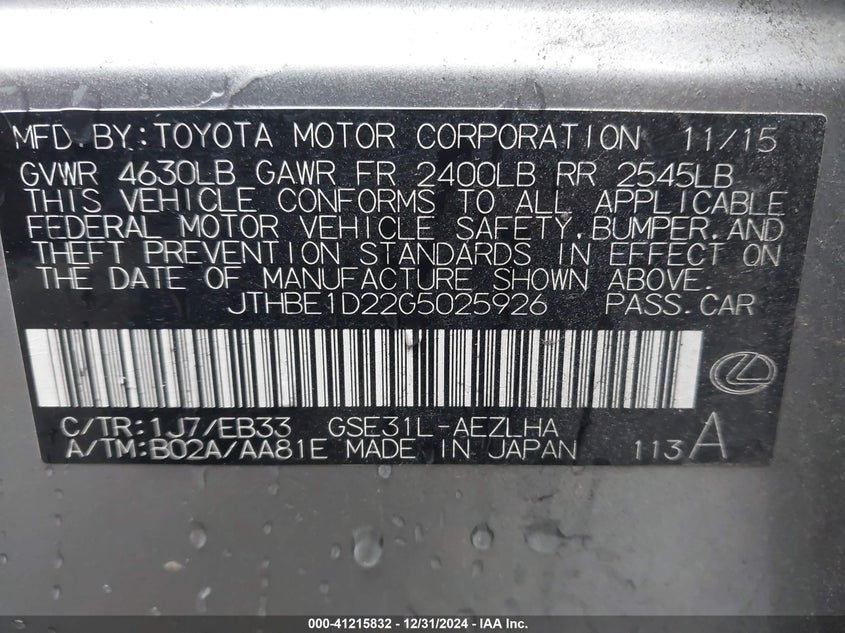 MFD.BY:TOYOTA MOTOR CORPORATION 11/15
GVWR 4630LB GAWR FR 2400LB RR 2545LB
THIS VEHICLE CONFORMS TO ALL APPLICABLE
FEDERAL MOTOR VEHICLE SAFETY,BUMPER,AND
THEFT PREVENTION STANDARDS IN EFFECT ON
THE DATE OF MANUFACTURE SHOWN ABOVE.
JTHBE1D22G5025926 PASS.CAR
C/TR:1J7/EB33 GSE31L-AEZLHA
A/TM:B02A/AA81E MADE IN JAPAN 113A
000-41215832 - 12/31/2024 - IAA Inc.